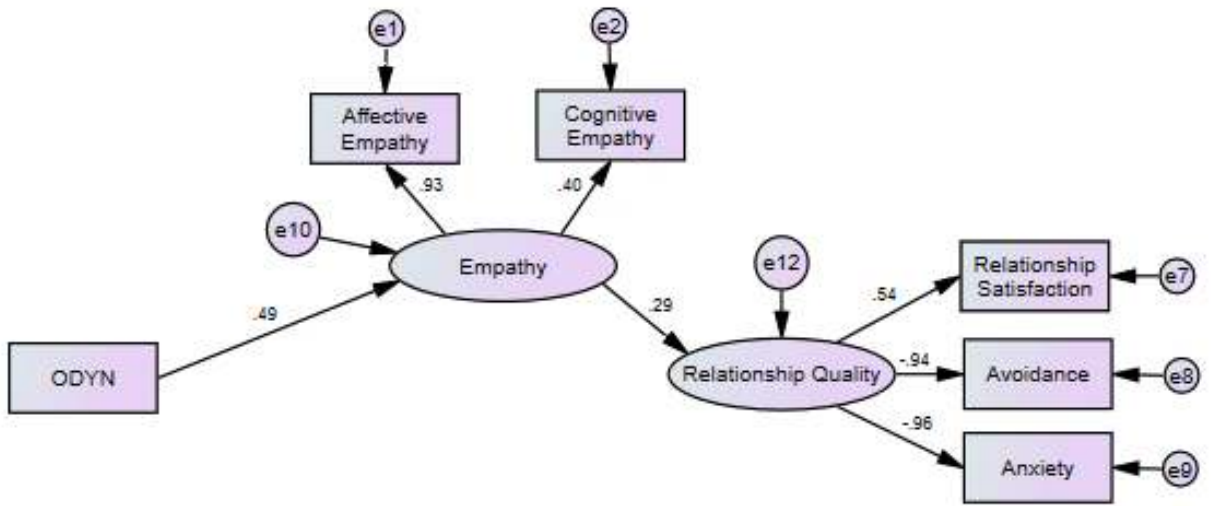 e1
e2
Affective
Empathy
Cognitive
Empathy
.93
.40
e10
Empathy
e12
Relationship
Satisfaction
e7
.54
.49
.29
ODYN
Relationship Quality
-.94
Avoidance
e8
-.96
Anxiety
e9